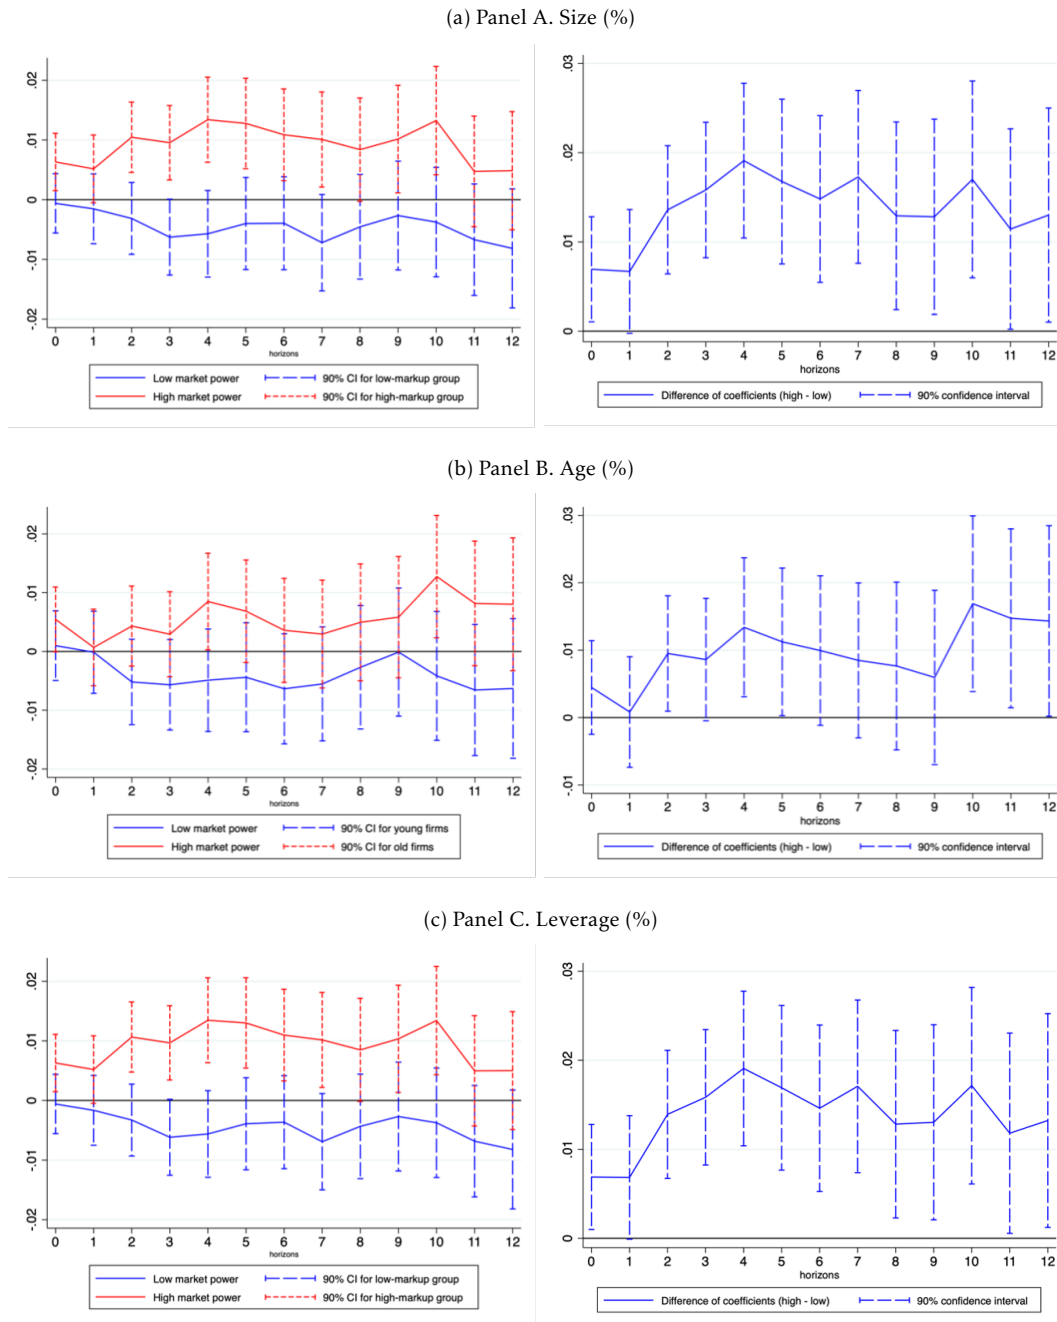 (a) Panel A. Size (%)
.02
.01
0
-.01
-.02
0 1 2 3 4 5 6 7 8 9 10 11 12
horizons
Low market power 90% CI for low-markup group
High market power 90% CI for high-markup group
.03
.02
.01
0
0 1 2 3 4 5 6 7 8 9 10 11 12
horizons
Difference of coefficients (high - low) 90% confidence interval
(b) Panel B. Age (%)
.02
.01
0
-.01
-.02
0 1 2 3 4 5 6 7 8 9 10 11 12
horizons
Low market power 90% CI for young firms
High market power 90% CI for old firms
.03
.02
.01
0
-.01
0 1 2 3 4 5 6 7 8 9 10 11 12
horizons
Difference of coefficients (high - low) 90% confidence interval
(c) Panel C. Leverage (%)
.02
.01
0
-.01
-.02
0 1 2 3 4 5 6 7 8 9 10 11 12
horizons
Low market power 90% CI for low-markup group
High market power 90% CI for high-markup group
.03
.02
.01
0
0 1 2 3 4 5 6 7 8 9 10 11 12
horizons
Difference of coefficients (high - low) 90% confidence interval